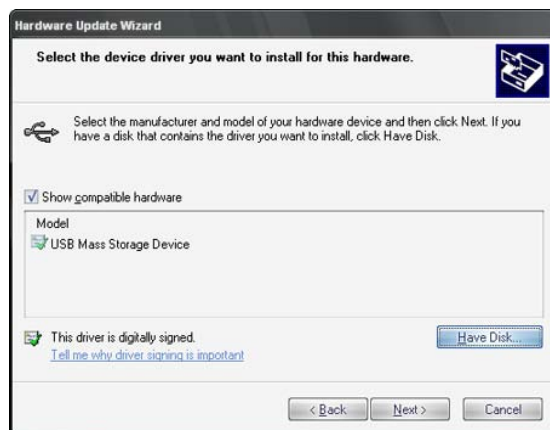 Hardware Update Wizard
Select the device driver you want to install for this hardware.
Select the manufacturer and model of your hardware device and then click Next. If you
have a disk that contains the driver you want to install, click Have Disk.
Show compatible hardware
Model
USB Mass Storage Device
This driver is digitally signed.
Have Disk...
Tell me why driver signing is important
< Back
Next >
Cancel